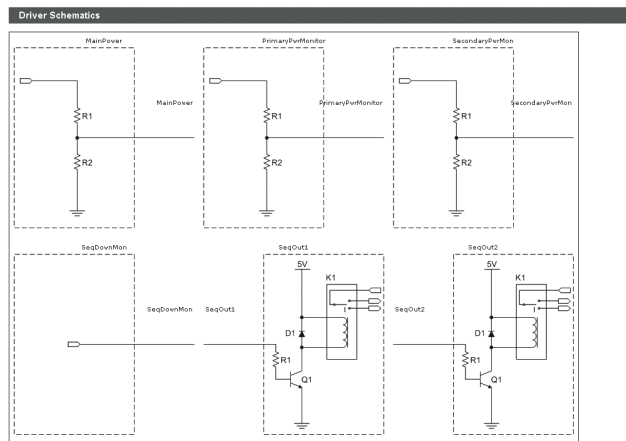 Driver Schematics
MainPower
PrimaryPwrMonitor
SecondaryPwrMon
R1
R1
R1
MainPower
PrimaryPwrMonitor
SecondaryPwrMon
R2
R2
R2
SeqDownMon
SeqOut1
SeqOut2
5V
5V
K1
K1
SeqDownMon
SeqOut1
SeqOut2
D1
D1
R1
R1
Q1
Q1